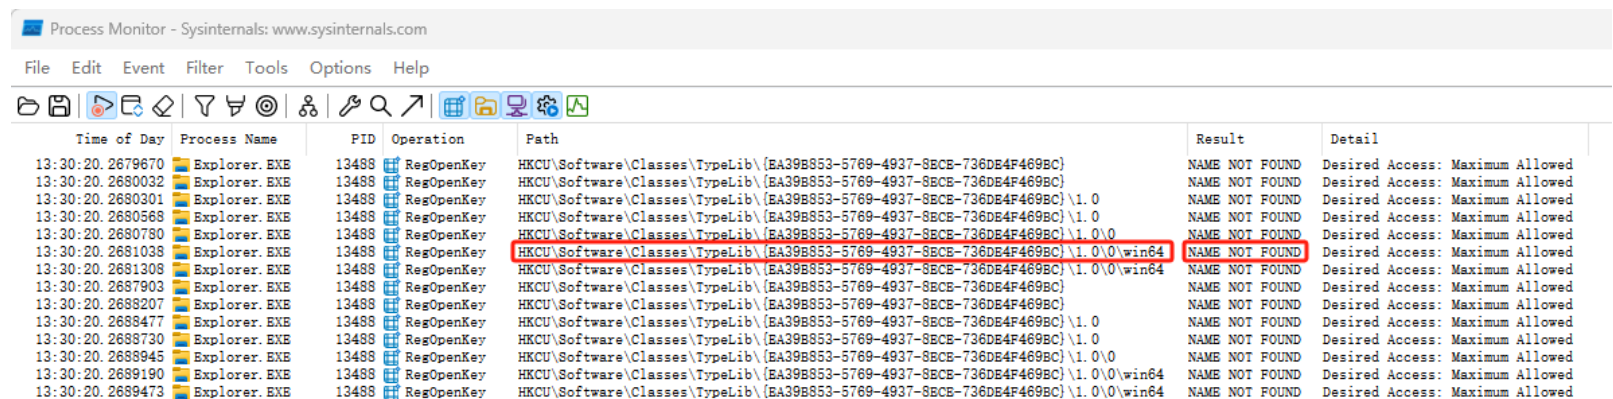 Process Monitor - Sysinternals: www.sysinternals.com
File Edit Event Filter Tools Options Help
Time of Day Process Name PID Operation Path Result Detail
13:30:20.2679670 Explorer.EXE 13488 RegOpenKey HKCU\Software\Classes\TypeLib\{EA39B853-5769-4937-8ECE-736DE4F469BC} NAME NOT FOUND Desired Access: Maximum Allowed
13:30:20.2680032 Explorer.EXE 13488 RegOpenKey HKCU\Software\Classes\TypeLib\{EA39B853-5769-4937-8ECE-736DE4F469BC} NAME NOT FOUND Desired Access: Maximum Allowed
13:30:20.2680301 Explorer.EXE 13488 RegOpenKey HKCU\Software\Classes\TypeLib\{EA39B853-5769-4937-8ECE-736DE4F469BC}\1.0 NAME NOT FOUND Desired Access: Maximum Allowed
13:30:20.2680568 Explorer.EXE 13488 RegOpenKey HKCU\Software\Classes\TypeLib\{EA39B853-5769-4937-8ECE-736DE4F469BC}\1.0 NAME NOT FOUND Desired Access: Maximum Allowed
13:30:20.2680780 Explorer.EXE 13488 RegOpenKey HKCU\Software\Classes\TypeLib\{EA39B853-5769-4937-8ECE-736DE4F469BC}\1.0\0 NAME NOT FOUND Desired Access: Maximum Allowed
13:30:20.2681038 Explorer.EXE 13488 RegOpenKey HKCU\Software\Classes\TypeLib\{EA39B853-5769-4937-8ECE-736DE4F469BC}\1.0\0\win64 NAME NOT FOUND Desired Access: Maximum Allowed
13:30:20.2681308 Explorer.EXE 13488 RegOpenKey HKCU\Software\Classes\TypeLib\{EA39B853-5769-4937-8ECE-736DE4F469BC}\1.0\0\win64 NAME NOT FOUND Desired Access: Maximum Allowed
13:30:20.2687903 Explorer.EXE 13488 RegOpenKey HKCU\Software\Classes\TypeLib\{EA39B853-5769-4937-8ECE-736DE4F469BC} NAME NOT FOUND Desired Access: Maximum Allowed
13:30:20.2688207 Explorer.EXE 13488 RegOpenKey HKCU\Software\Classes\TypeLib\{EA39B853-5769-4937-8ECE-736DE4F469BC} NAME NOT FOUND Desired Access: Maximum Allowed
13:30:20.2688477 Explorer.EXE 13488 RegOpenKey HKCU\Software\Classes\TypeLib\{EA39B853-5769-4937-8ECE-736DE4F469BC}\1.0 NAME NOT FOUND Desired Access: Maximum Allowed
13:30:20.2688730 Explorer.EXE 13488 RegOpenKey HKCU\Software\Classes\TypeLib\{EA39B853-5769-4937-8ECE-736DE4F469BC}\1.0 NAME NOT FOUND Desired Access: Maximum Allowed
13:30:20.2688945 Explorer.EXE 13488 RegOpenKey HKCU\Software\Classes\TypeLib\{EA39B853-5769-4937-8ECE-736DE4F469BC}\1.0\0 NAME NOT FOUND Desired Access: Maximum Allowed
13:30:20.2689190 Explorer.EXE 13488 RegOpenKey HKCU\Software\Classes\TypeLib\{EA39B853-5769-4937-8ECE-736DE4F469BC}\1.0\0\win64 NAME NOT FOUND Desired Access: Maximum Allowed
13:30:20.2689473 Explorer.EXE 13488 RegOpenKey HKCU\Software\Classes\TypeLib\{EA39B853-5769-4937-8ECE-736DE4F469BC}\1.0\0\win64 NAME NOT FOUND Desired Access: Maximum Allowed